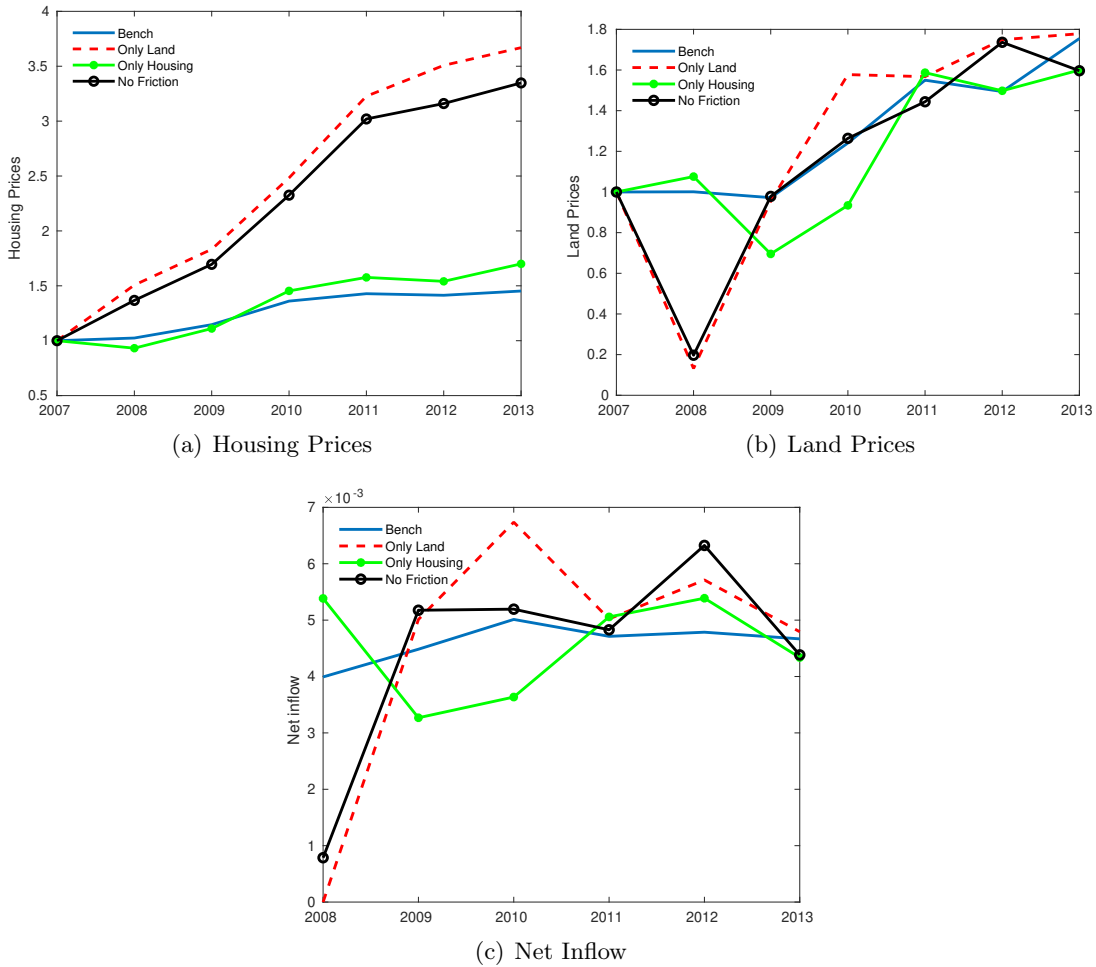 4
3.5
3
2.5
2
1.5
1
0.5
Housing Prices
Bench
Only Land
Only Housing
No Friction
2007 2008 2009 2010 2011 2012 2013
(a) Housing Prices
1.8
1.6
1.4
1.2
1
0.8
0.6
0.4
0.2
0
Land Prices
Bench
Only Land
Only Housing
No Friction
2007 2008 2009 2010 2011 2012 2013
(b) Land Prices
×10⁻³
7
6
5
4
3
2
1
0
Net inflow
Bench
Only Land
Only Housing
No Friction
2008 2009 2010 2011 2012 2013
(c) Net Inflow